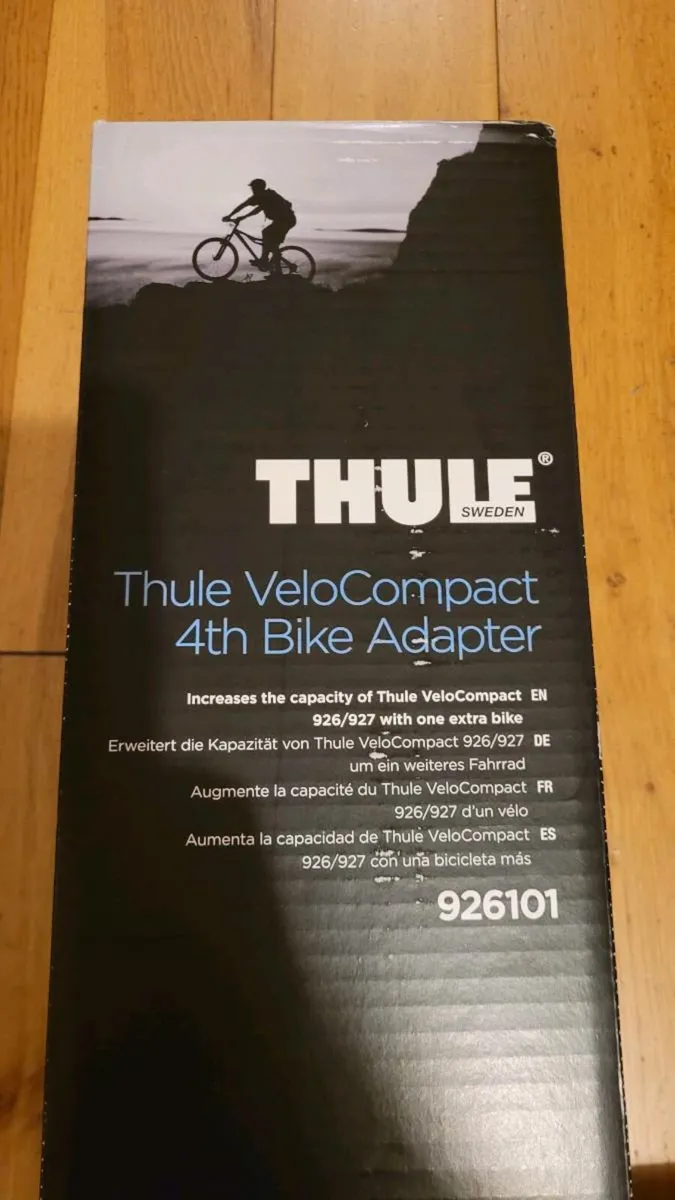 THULE®
SWEDEN
Thule VeloCompact
4th Bike Adapter
Increases the capacity of Thule VeloCompact EN
926/927 with one extra bike
Erweitert die Kapazität von Thule VeloCompact 926/927 DE
um ein weiteres Fahrrad
Augmente la capacité du Thule VeloCompact FR
926/927 d'un vélo
Aumenta la capacidad de Thule VeloCompact ES
926/927 con una bicicleta más
926101